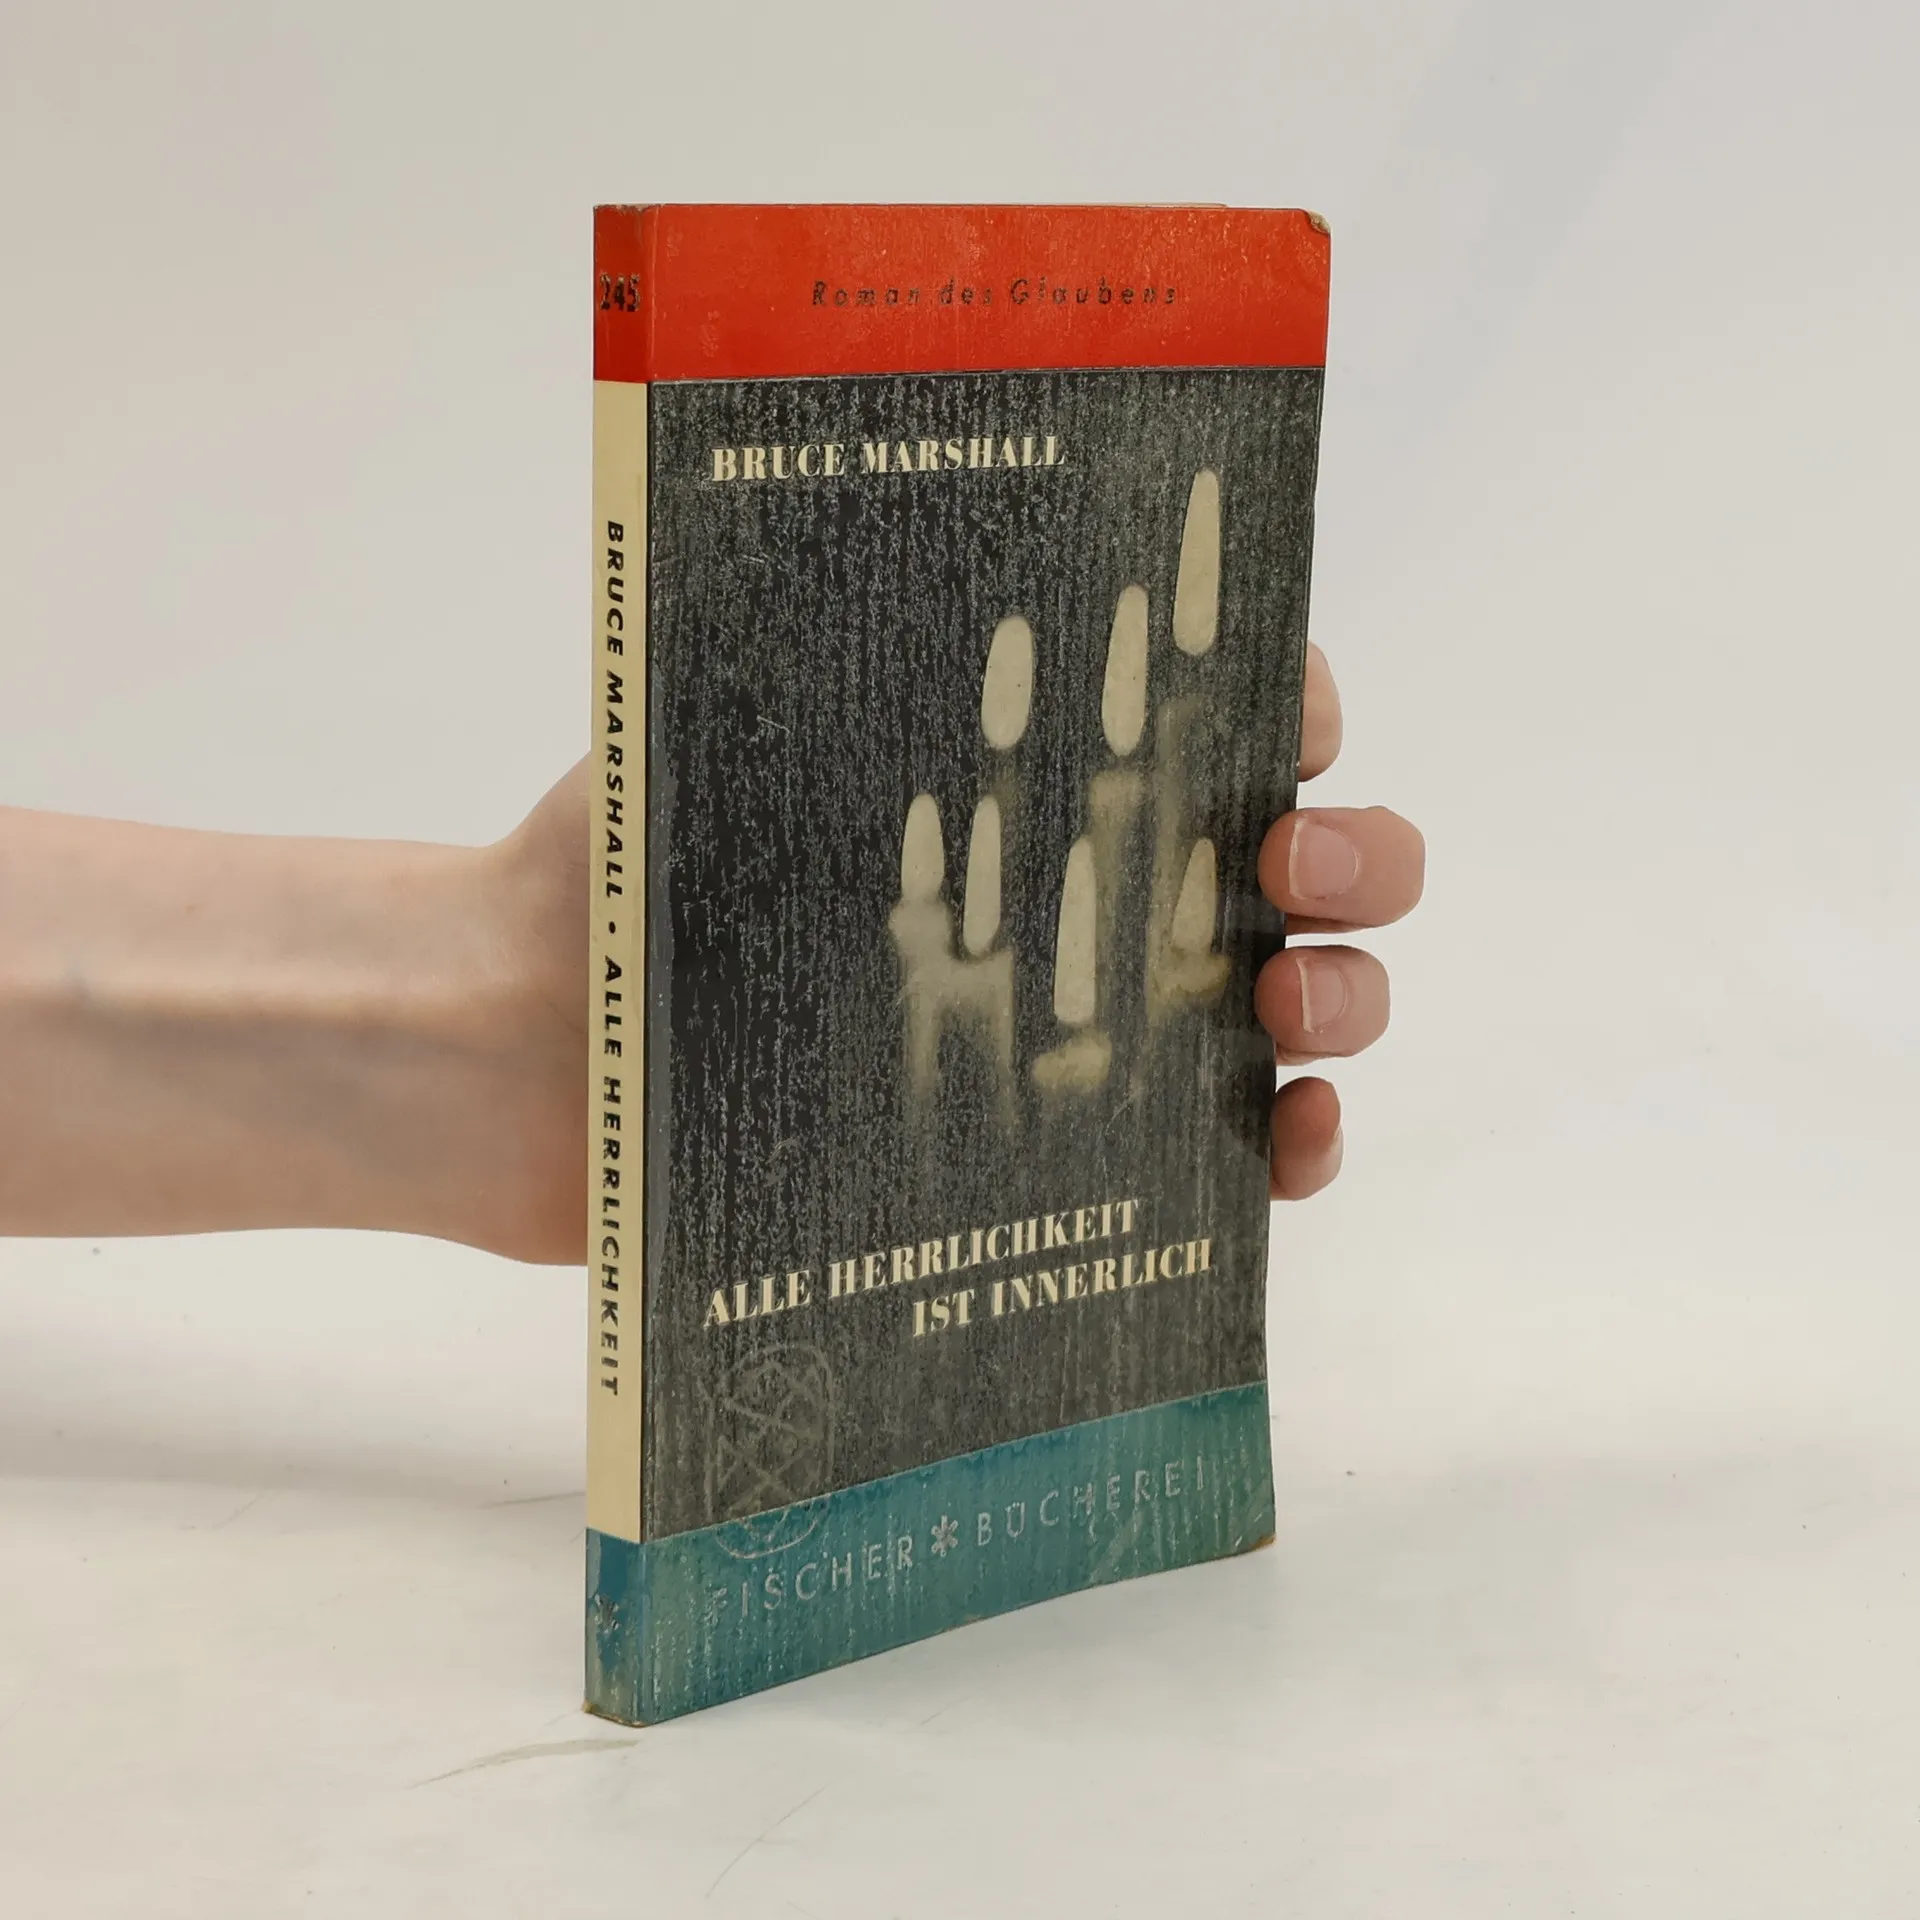 245
BRUCE MARSHALL • ALLE HERRLICHKEIT
Roman des Glaubens
BRUCE MARSHALL
ALLE HERRLICHKEIT
IST INNERLICH
FISCHER * BÜCHEREI